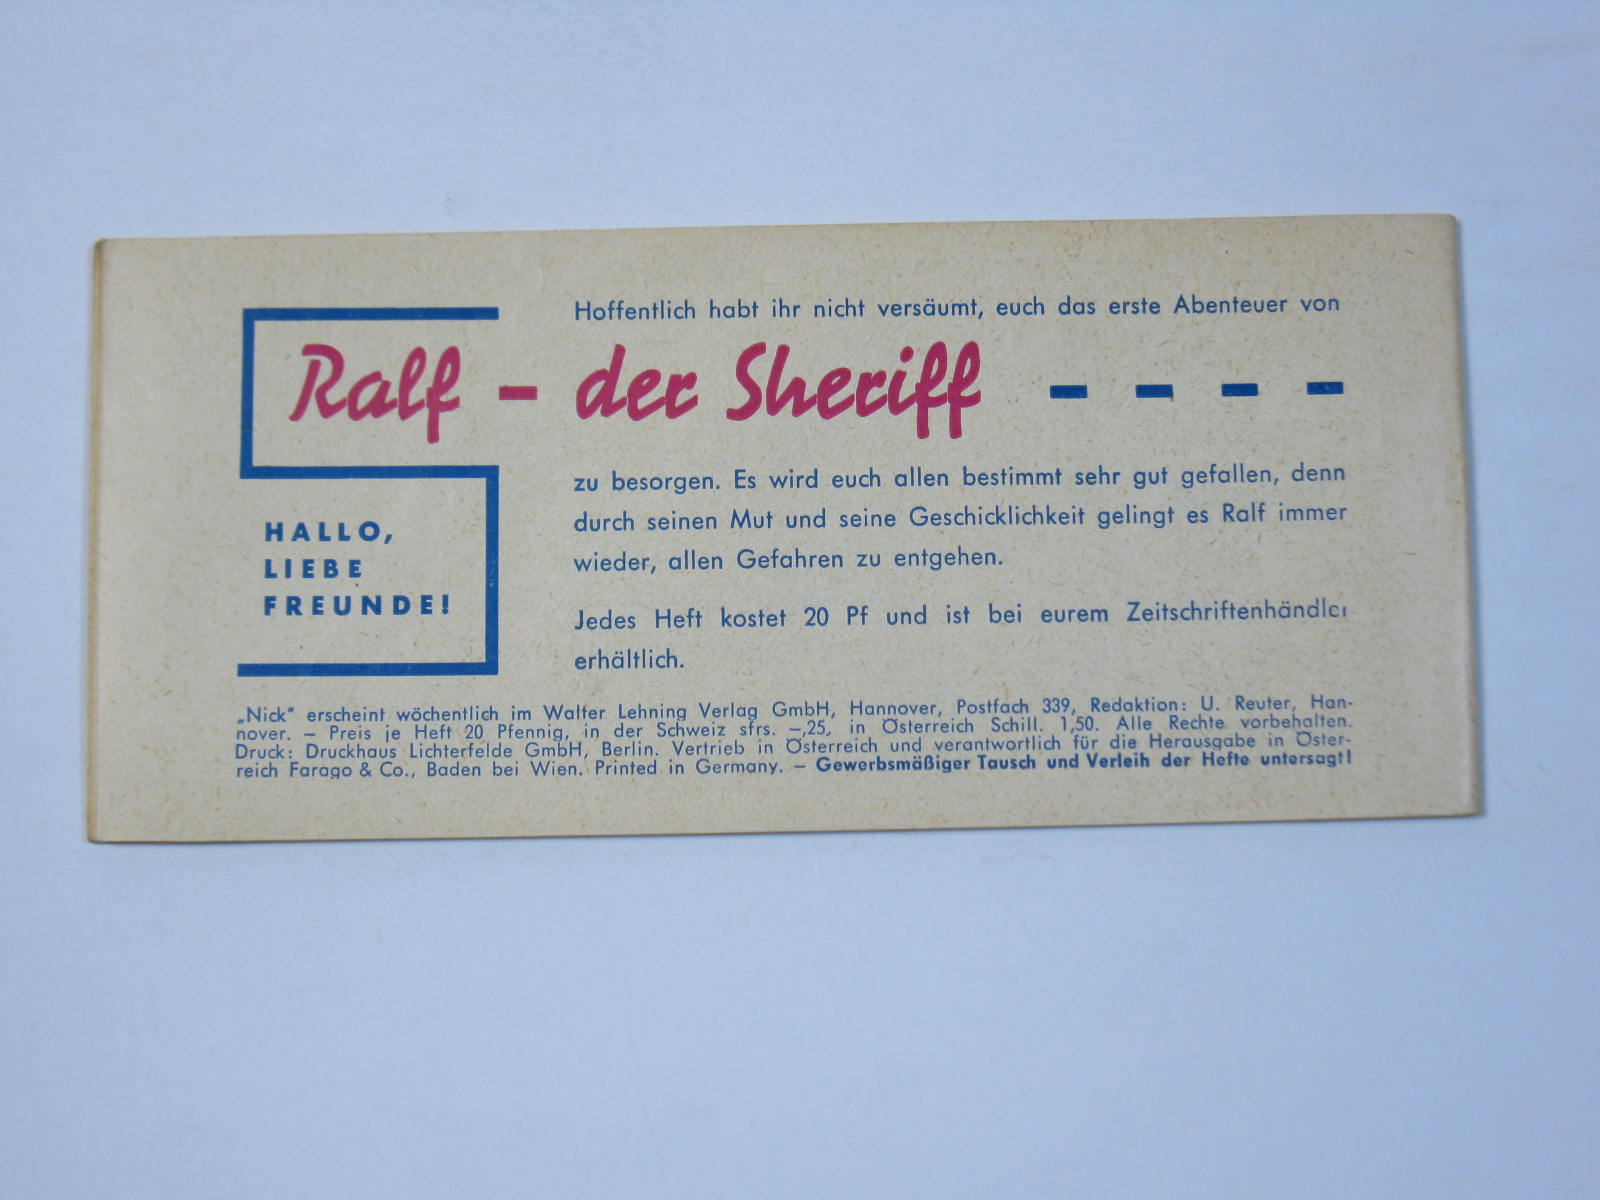 HALLO,
LIEBE
FREUNDE!
Hoffentlich habt ihr nicht versäumt, euch das erste Abenteuer von
Ralf - der Sheriff - - - -
zu besorgen. Es wird euch allen bestimmt sehr gut gefallen, denn
durch seinen Mut und seine Geschicklichkeit gelingt es Ralf immer
wieder, allen Gefahren zu entgehen.
Jedes Heft kostet 20 Pf und ist bei eurem Zeitschriftenhändler
erhältlich.
„Nick“ erscheint wöchentlich im Walter Lehning Verlag GmbH, Hannover, Postfach 339, Redaktion: U. Reuter, Han-
nover. – Preis je Heft 20 Pfennig, in der Schweiz sfrs. –,25, in Österreich Schill. 1,50. Alle Rechte vorbehalten.
Druck: Druckhaus Lichterfelde GmbH, Berlin. Vertrieb in Österreich und verantwortlich für die Herausgabe in Öster-
reich Farago & Co., Baden bei Wien. Printed in Germany. – Gewerbsmäßiger Tausch und Verleih der Hefte untersagt!